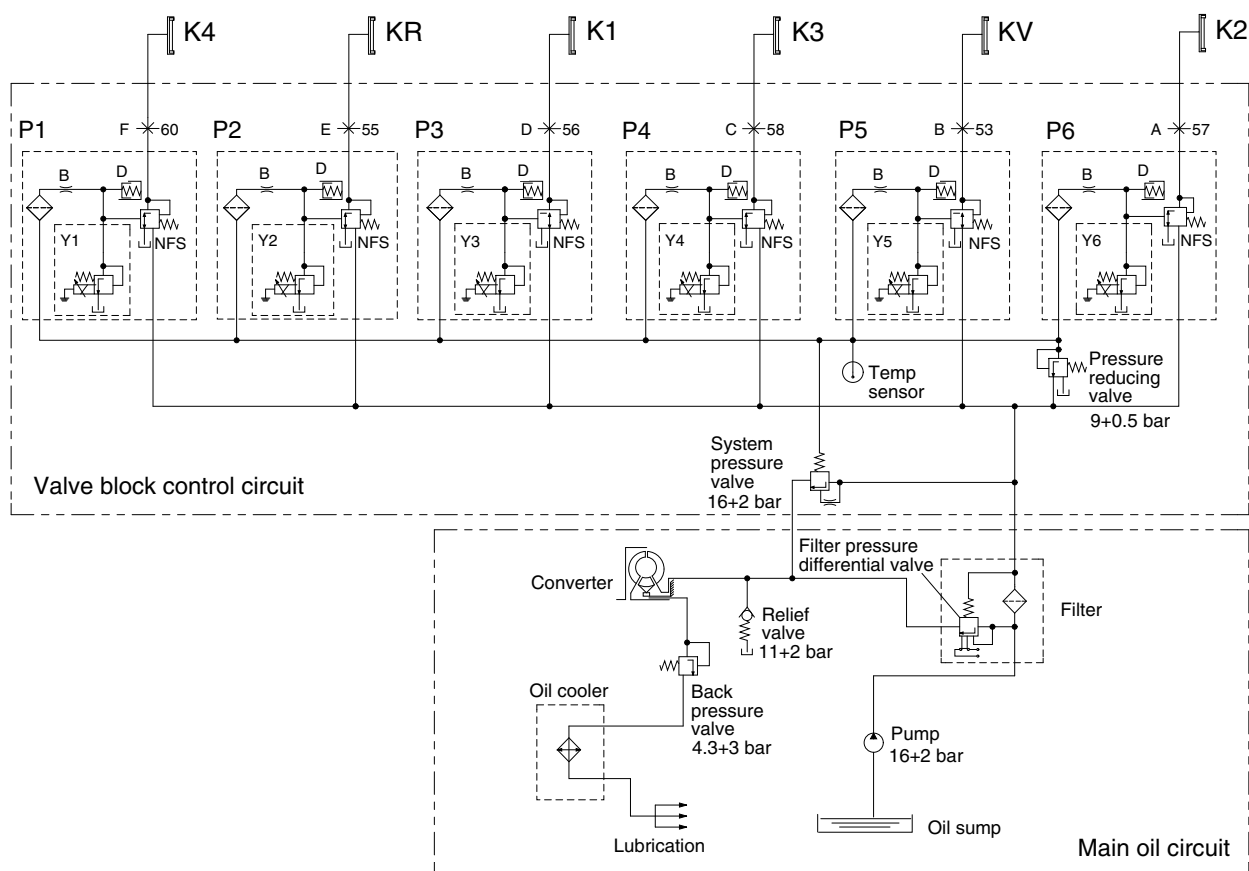 K4 KR K1 K3 KV K2
P1 F 60 P2 E 55 P3 D 56 P4 C 58 P5 B 53 P6 A 57
B D B D B D B D B D B D
Y1 NFS Y2 NFS Y3 NFS Y4 NFS Y5 NFS Y6 NFS
Temp
sensor
Pressure
reducing
valve
9+0.5 bar
System
pressure
valve
16+2 bar
Valve block control circuit
Filter pressure
differential valve
Converter
Filter
Relief
valve
11+2 bar
Oil cooler
Back
pressure
valve
4.3+3 bar
Pump
16+2 bar
Oil sump
Lubrication
Main oil circuit